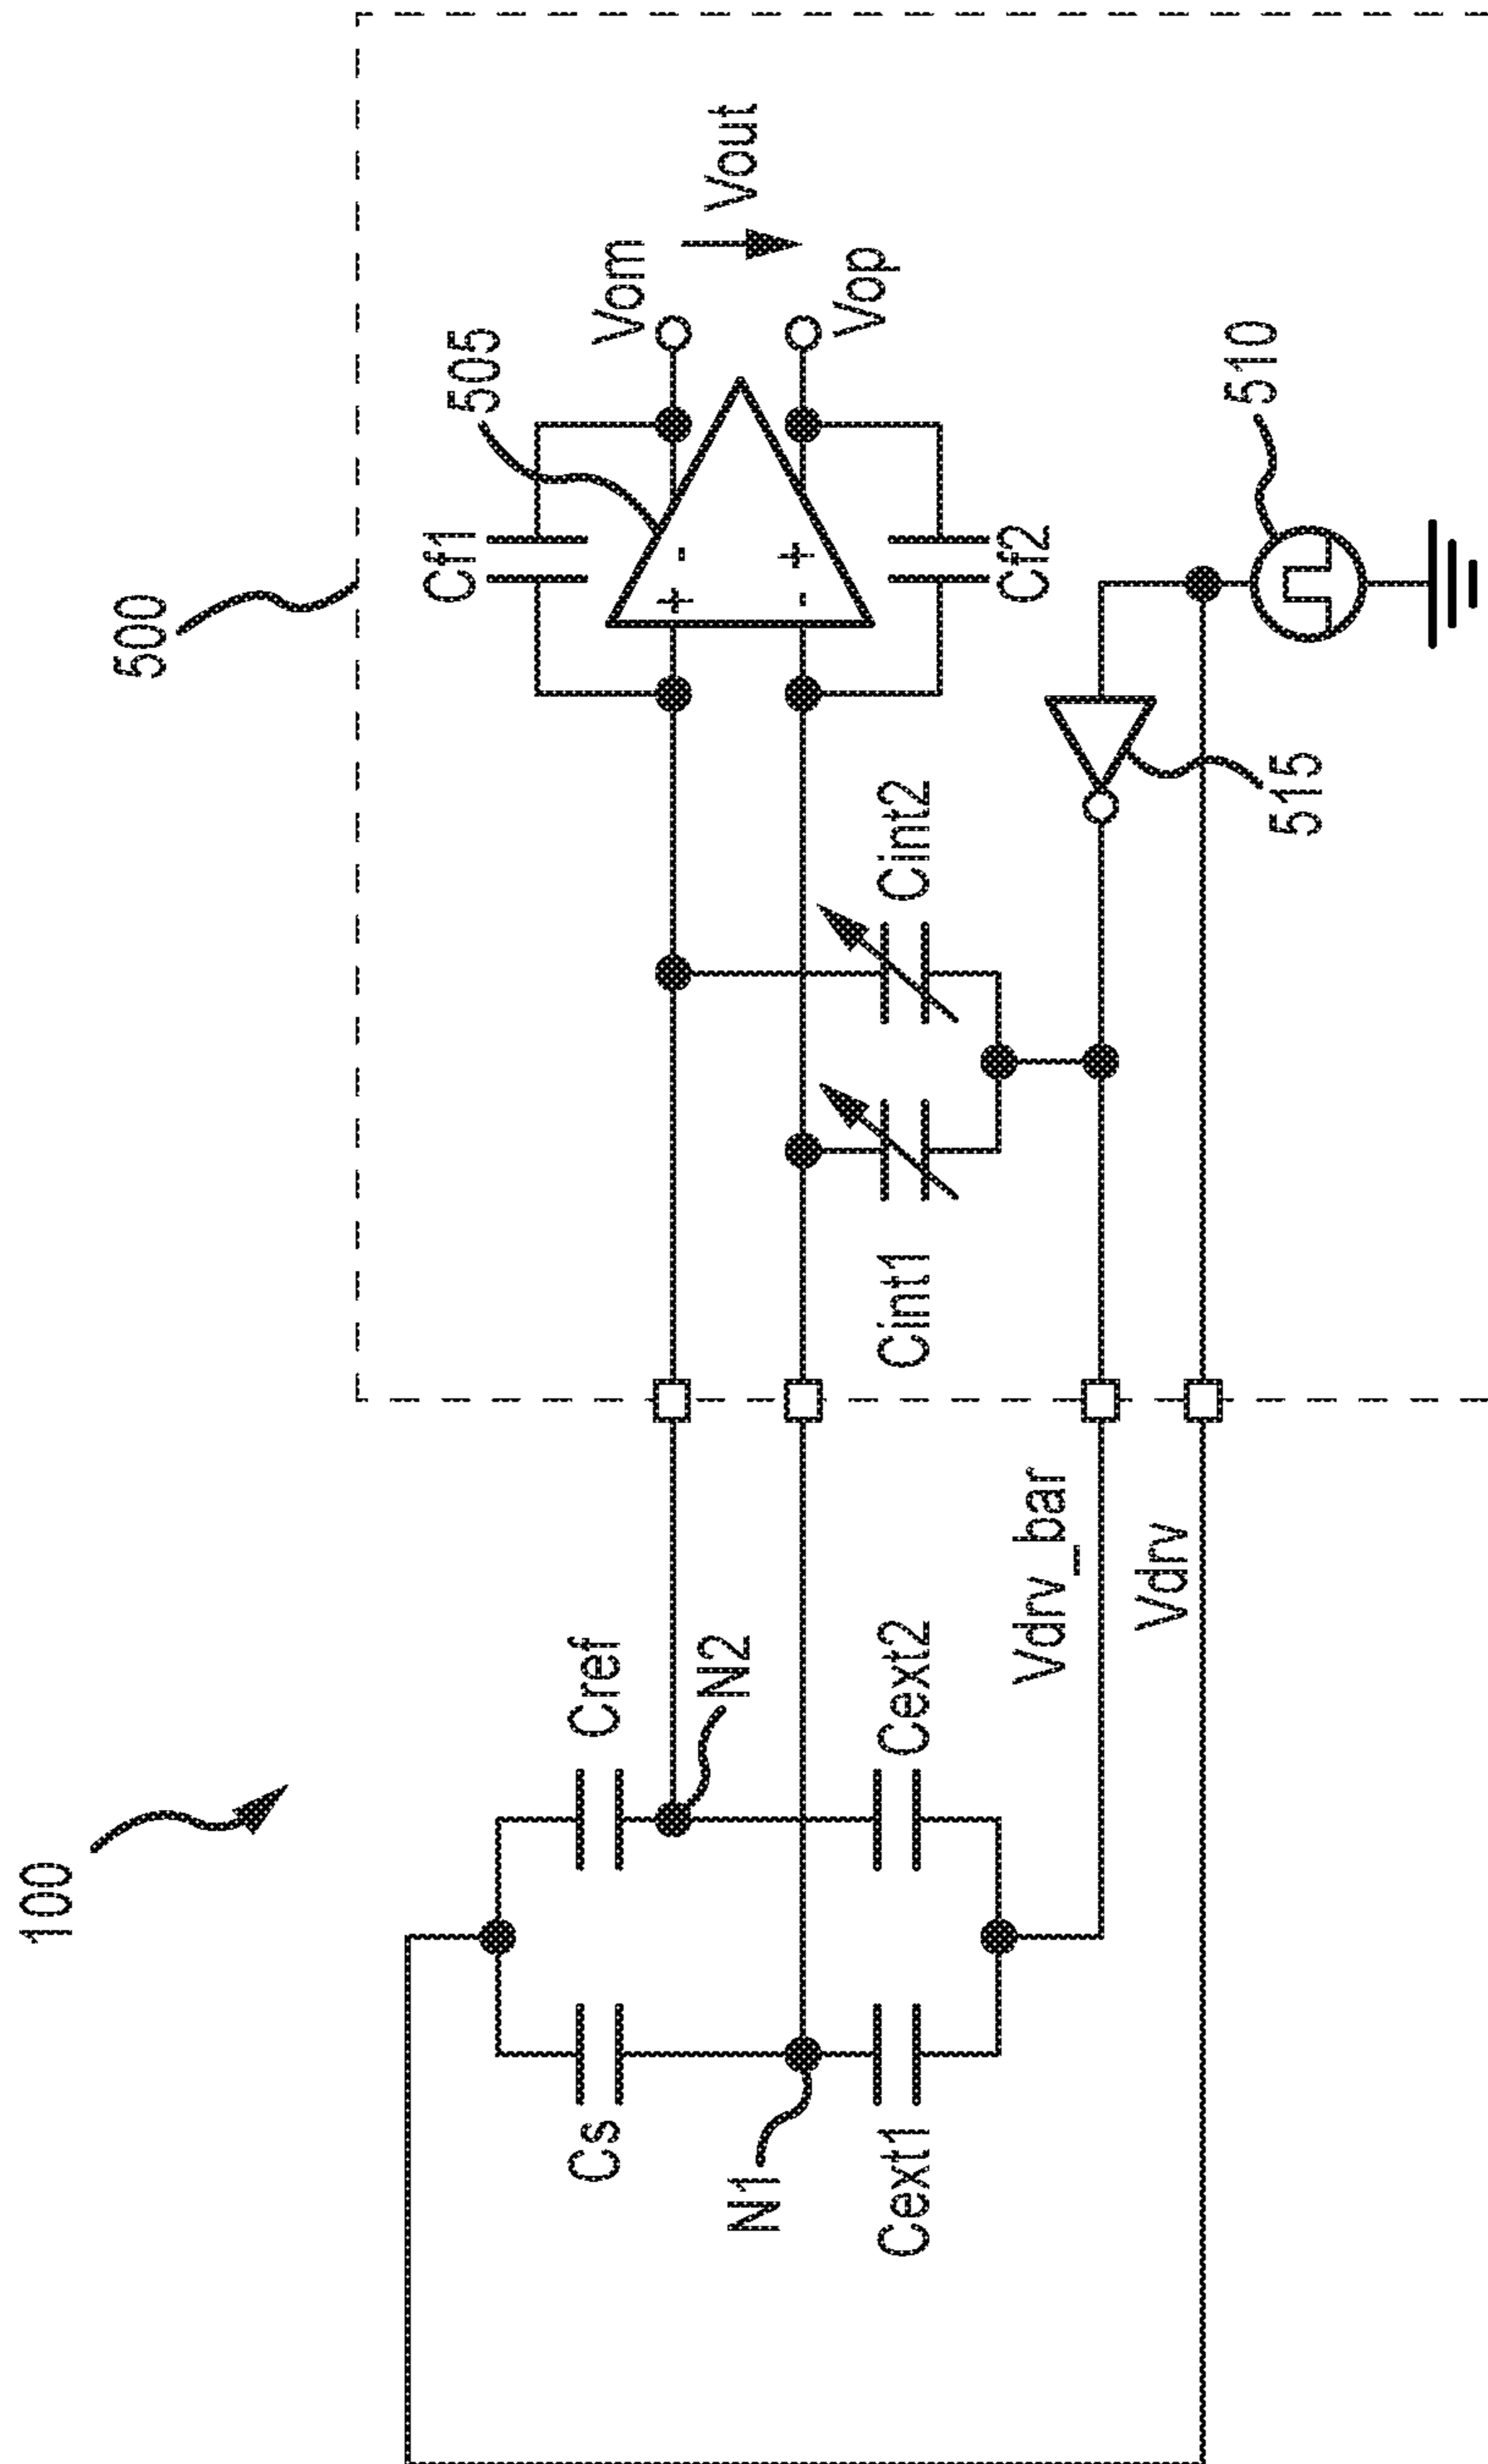 100
500
Cs
Cref
N1
N2
Cext1
Cext2
Vdrv_bar
Vdrv
Cint1
Cint2
Cf1
505
+ -
- +
Cf2
Vom
Vop
Vout
515
510